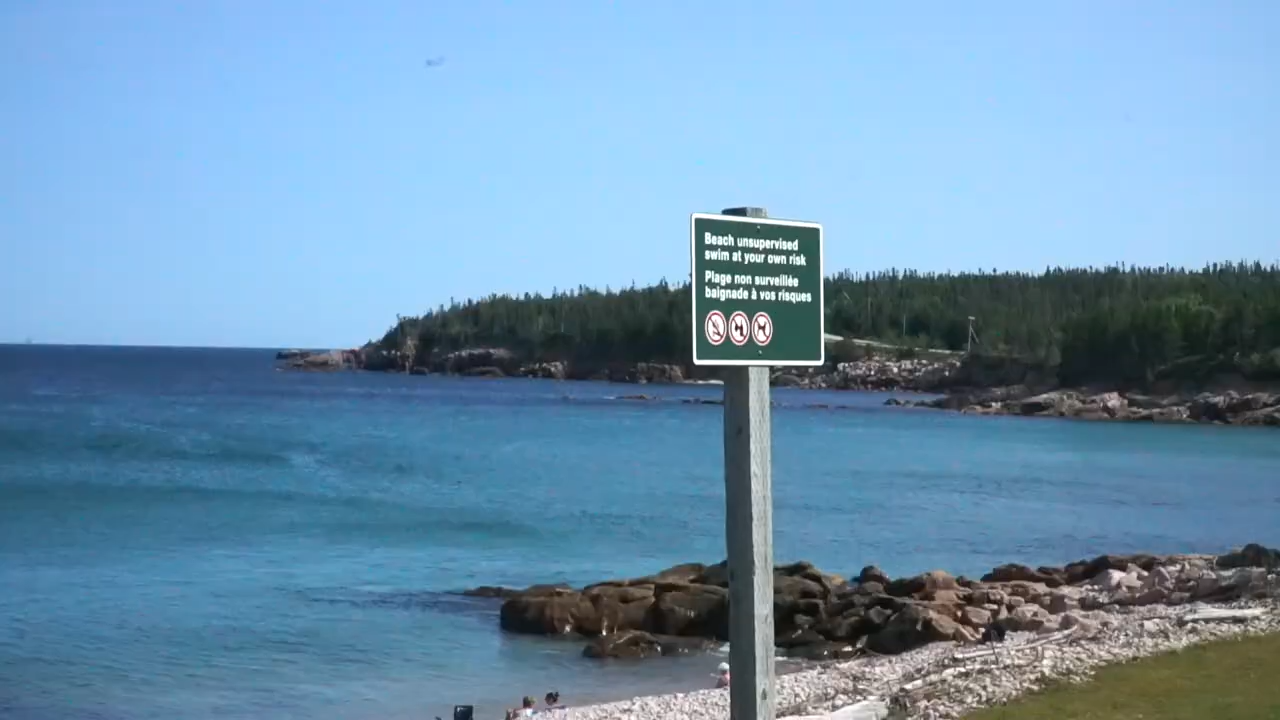 Beach unsupervised
swim at your own risk
Plage non surveillée
baignade à vos risques